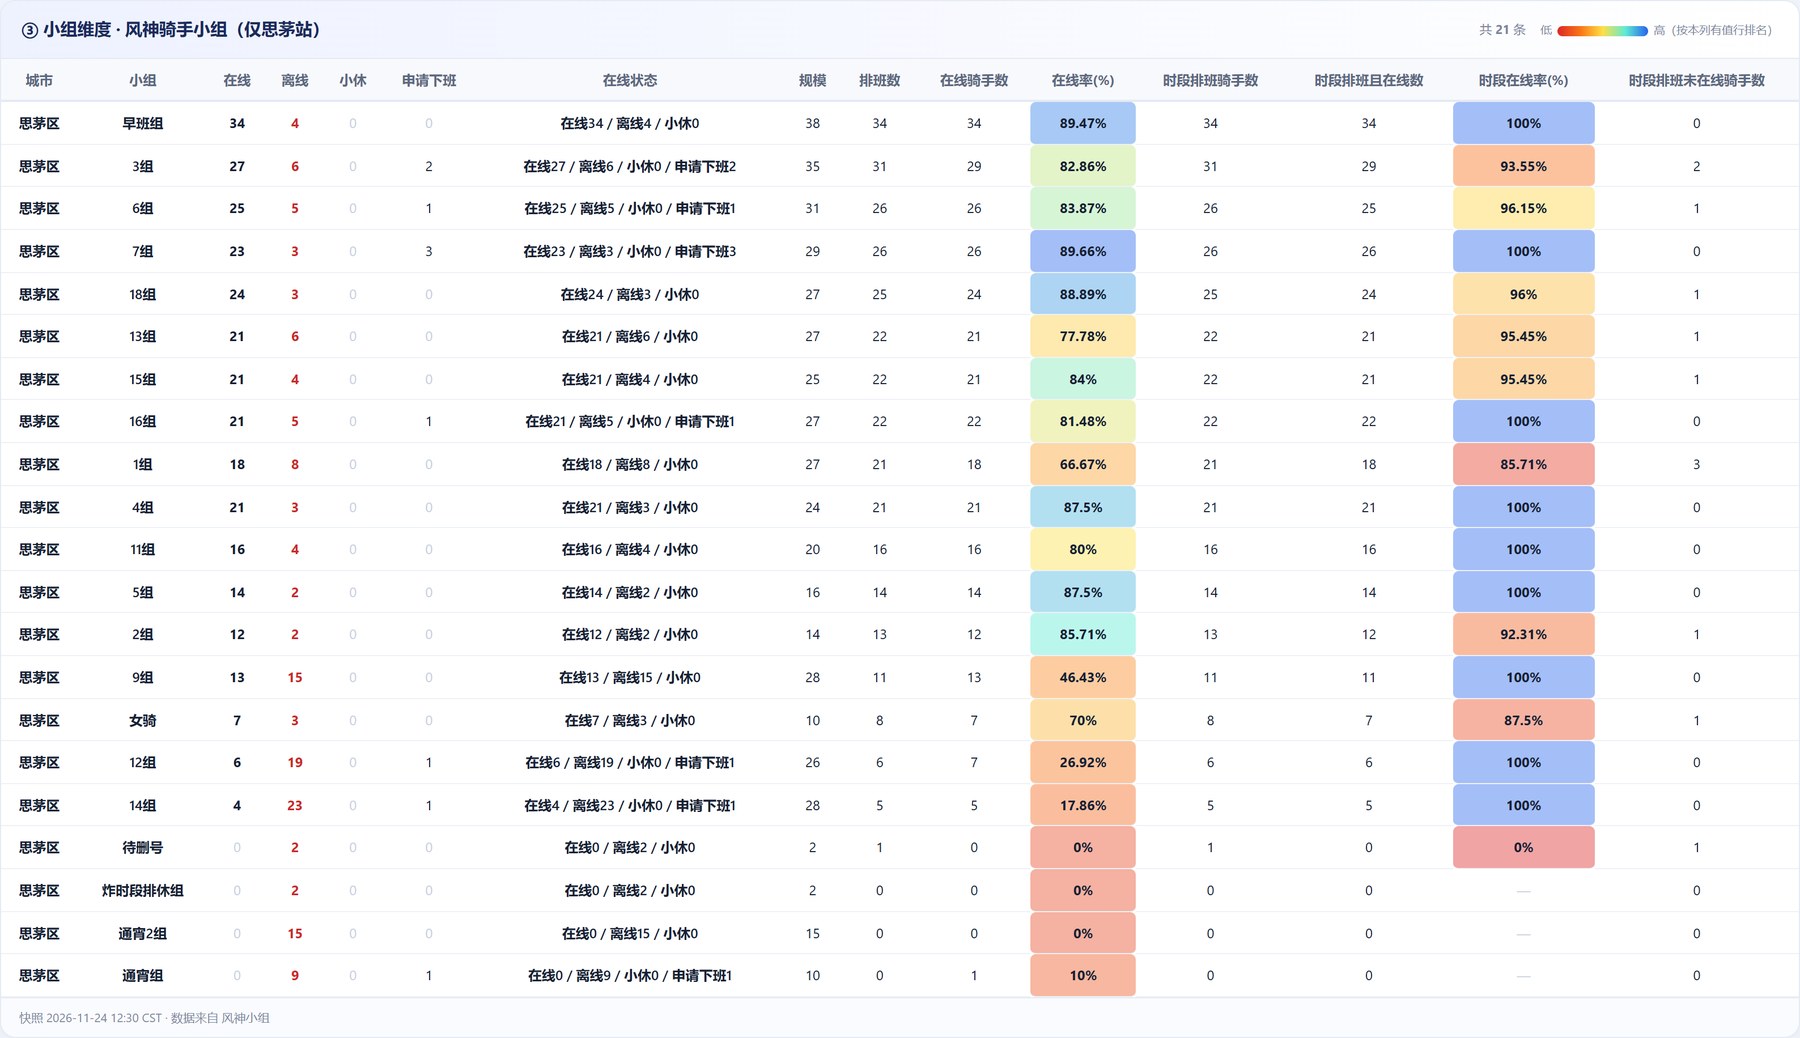 ③ 小组维度 · 风神骑手小组（仅思茅站）
共 21 条 低 高 (按本列有值行排名)
城市 小组 在线 离线 小休 申请下班 在线状态 规模 排班数 在线骑手数 在线率(%) 时段排班骑手数 时段排班且在线数 时段在线率(%) 时段排班未在线骑手数
思茅区 早班组 34 4 0 0 在线34 / 离线4 / 小休0 38 34 34 89.47% 34 34 100% 0
思茅区 3组 27 6 0 2 在线27 / 离线6 / 小休0 / 申请下班2 35 31 29 82.86% 31 29 93.55% 2
思茅区 6组 25 5 0 1 在线25 / 离线5 / 小休0 / 申请下班1 31 26 26 83.87% 26 25 96.15% 1
思茅区 7组 23 3 0 3 在线23 / 离线3 / 小休0 / 申请下班3 29 26 26 89.66% 26 26 100% 0
思茅区 18组 24 3 0 0 在线24 / 离线3 / 小休0 27 25 24 88.89% 25 24 96% 1
思茅区 13组 21 6 0 0 在线21 / 离线6 / 小休0 27 22 21 77.78% 22 21 95.45% 1
思茅区 15组 21 4 0 0 在线21 / 离线4 / 小休0 25 22 21 84% 22 21 95.45% 1
思茅区 16组 21 5 0 1 在线21 / 离线5 / 小休0 / 申请下班1 27 22 22 81.48% 22 22 100% 0
思茅区 1组 18 8 0 0 在线18 / 离线8 / 小休0 27 21 18 66.67% 21 18 85.71% 3
思茅区 4组 21 3 0 0 在线21 / 离线3 / 小休0 24 21 21 87.5% 21 21 100% 0
思茅区 11组 16 4 0 0 在线16 / 离线4 / 小休0 20 16 16 80% 16 16 100% 0
思茅区 5组 14 2 0 0 在线14 / 离线2 / 小休0 16 14 14 87.5% 14 14 100% 0
思茅区 2组 12 2 0 0 在线12 / 离线2 / 小休0 14 13 12 85.71% 13 12 92.31% 1
思茅区 9组 13 15 0 0 在线13 / 离线15 / 小休0 28 11 13 46.43% 11 11 100% 0
思茅区 女骑 7 3 0 0 在线7 / 离线3 / 小休0 10 8 7 70% 8 7 87.5% 1
思茅区 12组 6 19 0 1 在线6 / 离线19 / 小休0 / 申请下班1 26 6 7 26.92% 6 6 100% 0
思茅区 14组 4 23 0 1 在线4 / 离线23 / 小休0 / 申请下班1 28 5 5 17.86% 5 5 100% 0
思茅区 待删号 0 2 0 0 在线0 / 离线2 / 小休0 2 1 0 0% 1 0 0% 1
思茅区 炸时段排休组 0 2 0 0 在线0 / 离线2 / 小休0 2 0 0 0% 0 0 — 0
思茅区 通宵2组 0 15 0 0 在线0 / 离线15 / 小休0 15 0 0 0% 0 0 — 0
思茅区 通宵组 0 9 0 1 在线0 / 离线9 / 小休0 / 申请下班1 10 0 1 10% 0 0 — 0
快照 2026-11-24 12:30 CST · 数据来自 风神小组